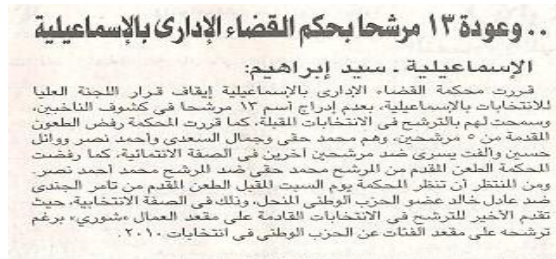 .. وعودة ١٣ مرشحا بحكم القضاء الإدارى بالإسماعيلية
الإسماعيلية ـ سيد إبراهيم:
قررت محكمة القضاء الإدارى بالإسماعيلية إيقاف قرار اللجنة العليا
للانتخابات بالإسماعيلية، بعدم إدراج أسم ١٣ مرشحا فى كشوف الناخبين،
وسمحت لهم بالترشح فى الانتخابات المقبلة، كما قررت المحكمة رفض الطعون
المقدمة من ٥ مرشحين، وهم محمد حقى وجمال السعدى وأحمد نصر ووائل
حسين وألفت يسرى ضد مرشحين آخرين فى الصفة الانتمائية، كما رفضت
المحكمة الطعن المقدم من المرشح محمد حقى ضد المرشح محمد أحمد نصر.
ومن المنتظر أن تنظر المحكمة يوم السبت المقبل الطعن المقدم من تامر الجندى
ضد عادل خالد عضو الحزب الوطنى المنحل، وذلك فى الصفة الانتخابية، حيث
تقدم الأخير للترشح فى الانتخابات القادمة على مقعد العمال «شورى» برغم
ترشحه على مقعد الفئات عن الحزب الوطنى فى انتخابات ٢٠١٠.